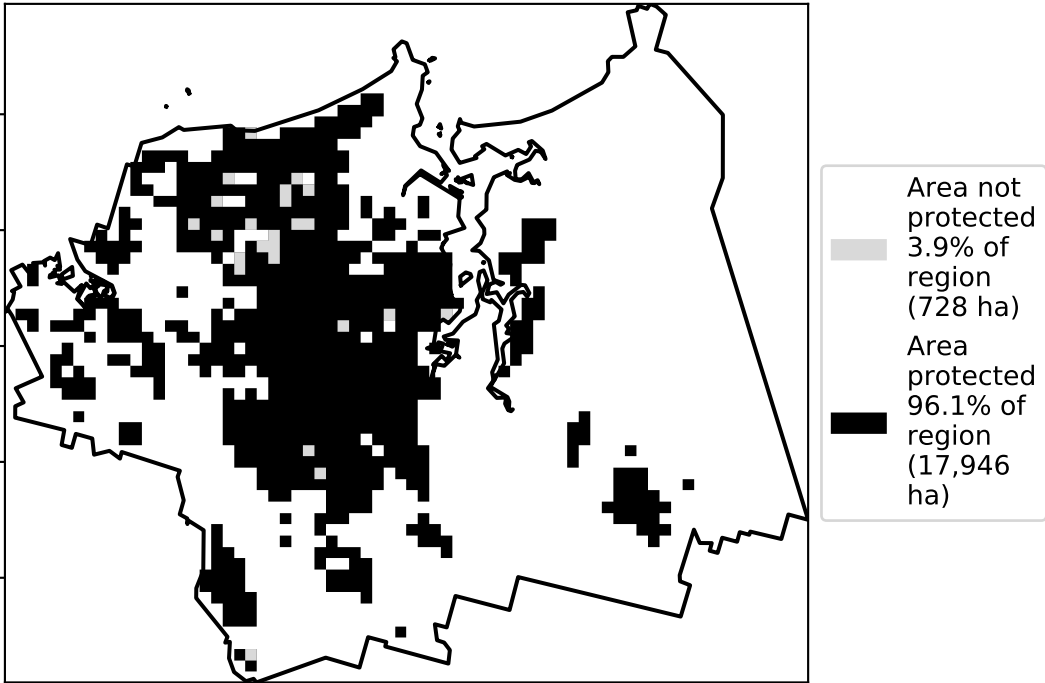 Area not
protected
3.9% of
region
(728 ha)
Area
protected
96.1% of
region
(17,946
ha)